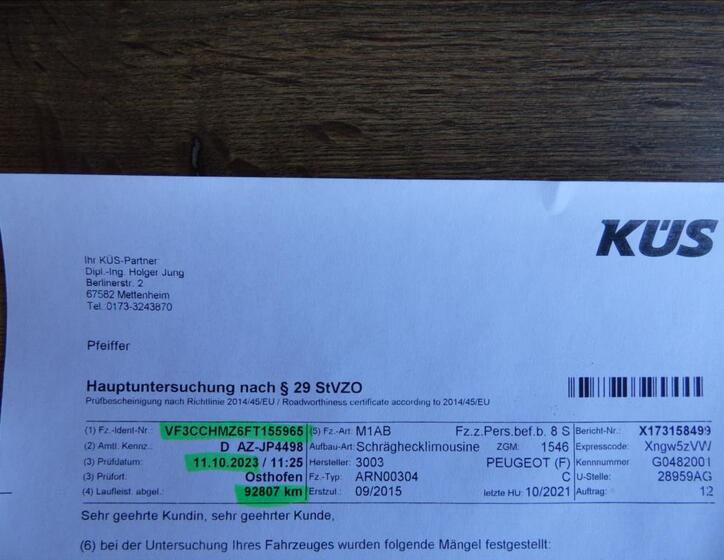 KÜS
Ihr KÜS-Partner
Dipl.-Ing. Holger Jung
Berlinerstr. 2
67582 Mettenheim
Tel. 0173-3243870
Pfeiffer
Hauptuntersuchung nach § 29 StVZO
Prüfbescheinigung nach Richtlinie 2014/45/EU / Roadworthiness certificate according to 2014/45/EU
(1) Fz.-Ident-Nr.: VF3CCHMZ6FT155965 (5) Fz.-Art: M1AB Fz.z.Pers.bef.b. 8 S Bericht-Nr.: X173158499
(2) Amtl. Kennz.: D AZ-JP4498 Aufbau-Art: Schräghecklimousine ZGM: 1546 Expresscode: Xngw5zVW
(3) Prüfdatum: 11.10.2023 / 11:25 Hersteller: 3003 PEUGEOT (F) Kennnummer G0482001
(3) Prüfort: Osthofen Fz.-Typ: ARN00304 C U-Stelle: 28959AG
(4) Laufleist. abgel.: 92807 km Erstzul.: 09/2015 letzte HU: 10/2021 Auftrag: 12
Sehr geehrte Kundin, sehr geehrter Kunde,
(6) bei der Untersuchung Ihres Fahrzeuges wurden folgende Mängel festgestellt: